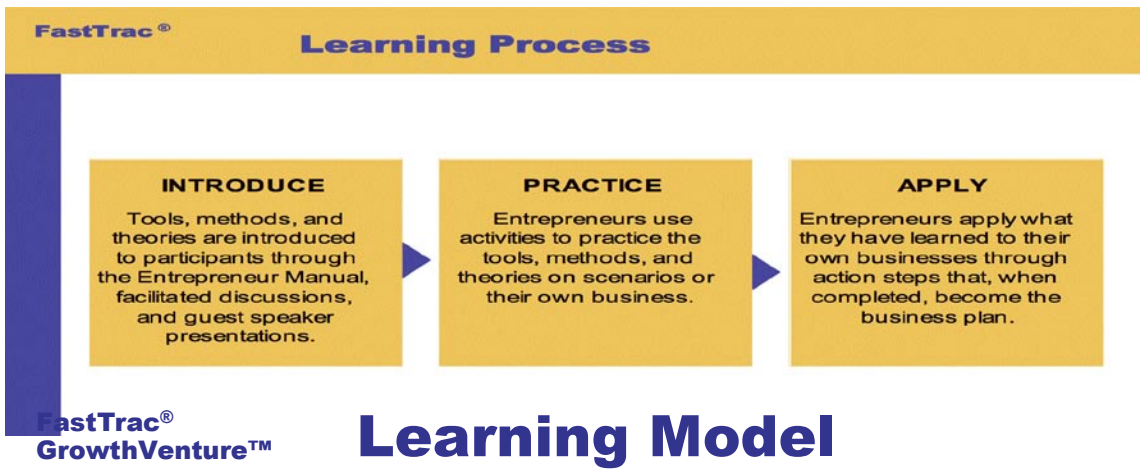 FastTrac®
Learning Process
INTRODUCE
Tools, methods, and
theories are introduced
to participants through
the Entrepreneur Manual,
facilitated discussions,
and guest speaker
presentations.
PRACTICE
Entrepreneurs use
activities to practice the
tools, methods, and
theories on scenarios or
their own business.
APPLY
Entrepreneurs apply what
they have learned to their
own businesses through
action steps that, when
completed, become the
business plan.
FastTrac®
GrowthVenture™
Learning Model